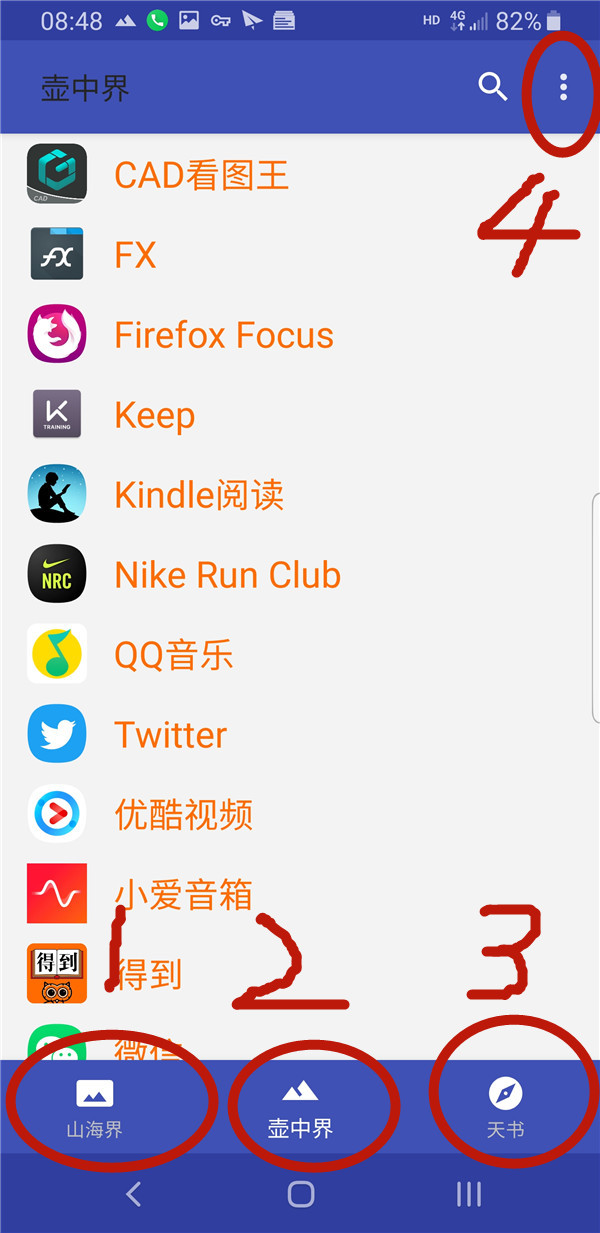 08:48 HD 4G 82%
壶中界
CAD
CAD看图王
FX
FX
Firefox Focus
4
K
TRAINING
Keep
Kindle阅读
NRC
Nike Run Club
QQ音乐
Twitter
优酷视频
小爱音箱
得到
得到
1 2 3
微信
山海界 壶中界 天书